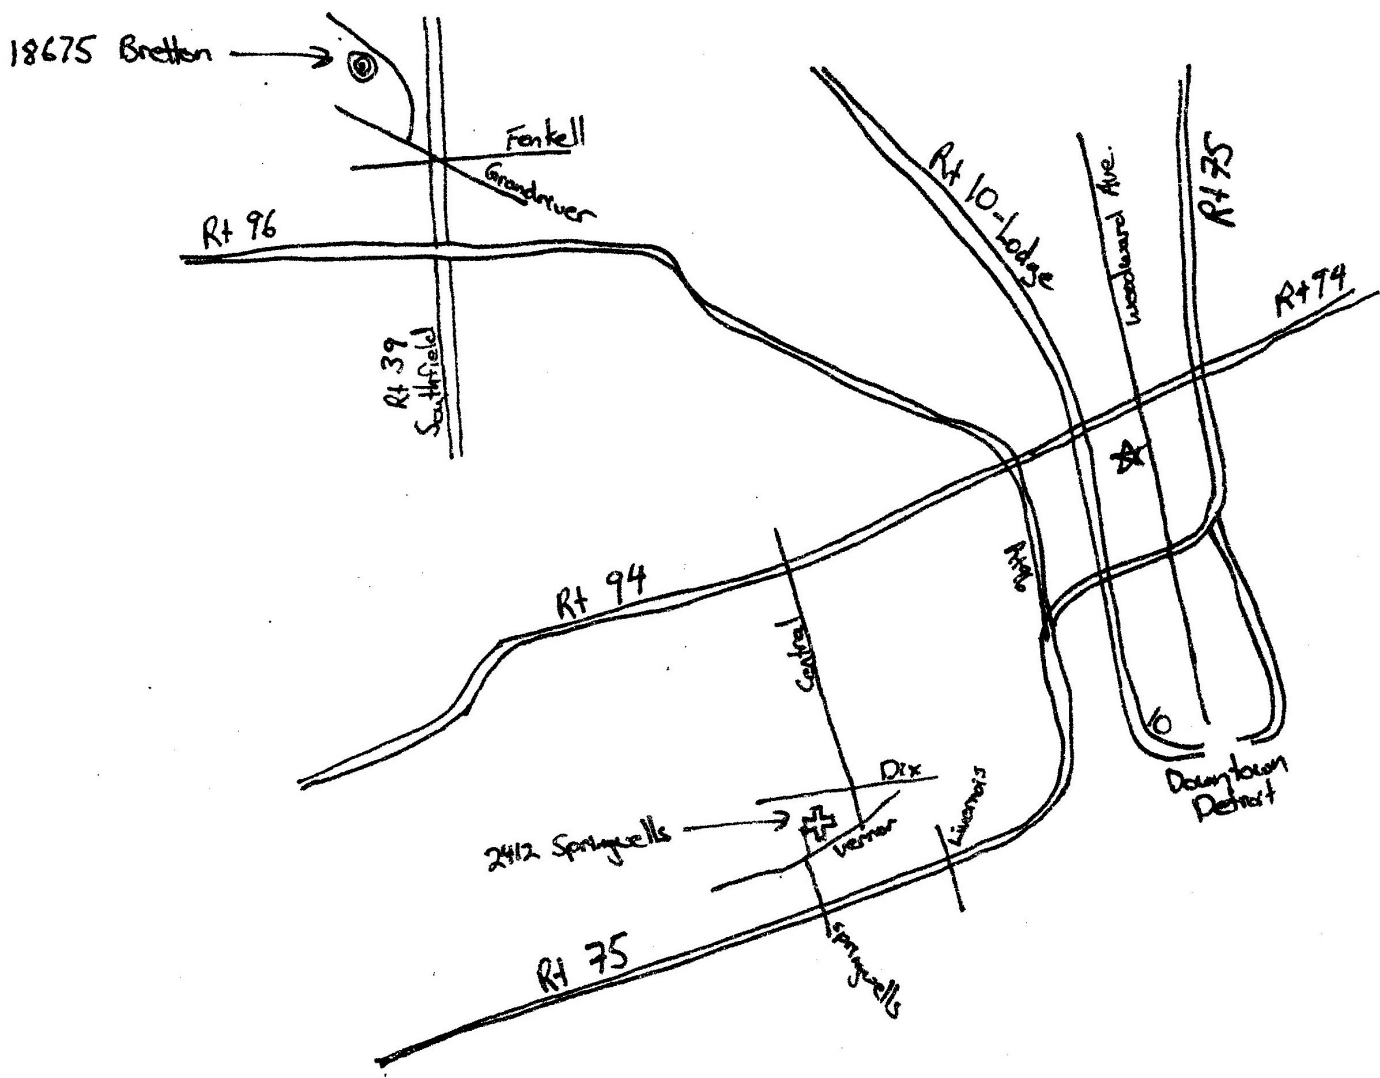 18675 Bretton
Fenkell
Grandriver
Rt 96
Rt 39
Southfield
Rt 10-Lodge
Woodward Ave.
Rt 75
Rt 94
Rt 96
Rt 94
Central
10
Downtown
Detroit
Dix
2412 Springwells
Vernor
Livernois
Rt 75
Springwells